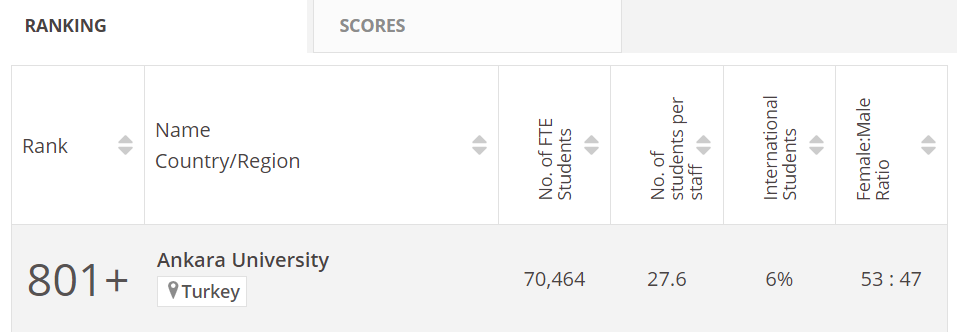 RANKING
SCORES
Rank
Name
Country/Region
No. of FTE
Students
No. of
students per
staff
International
Students
Female:Male
Ratio
801+
Ankara University
Turkey
70,464
27.6
6%
53 : 47